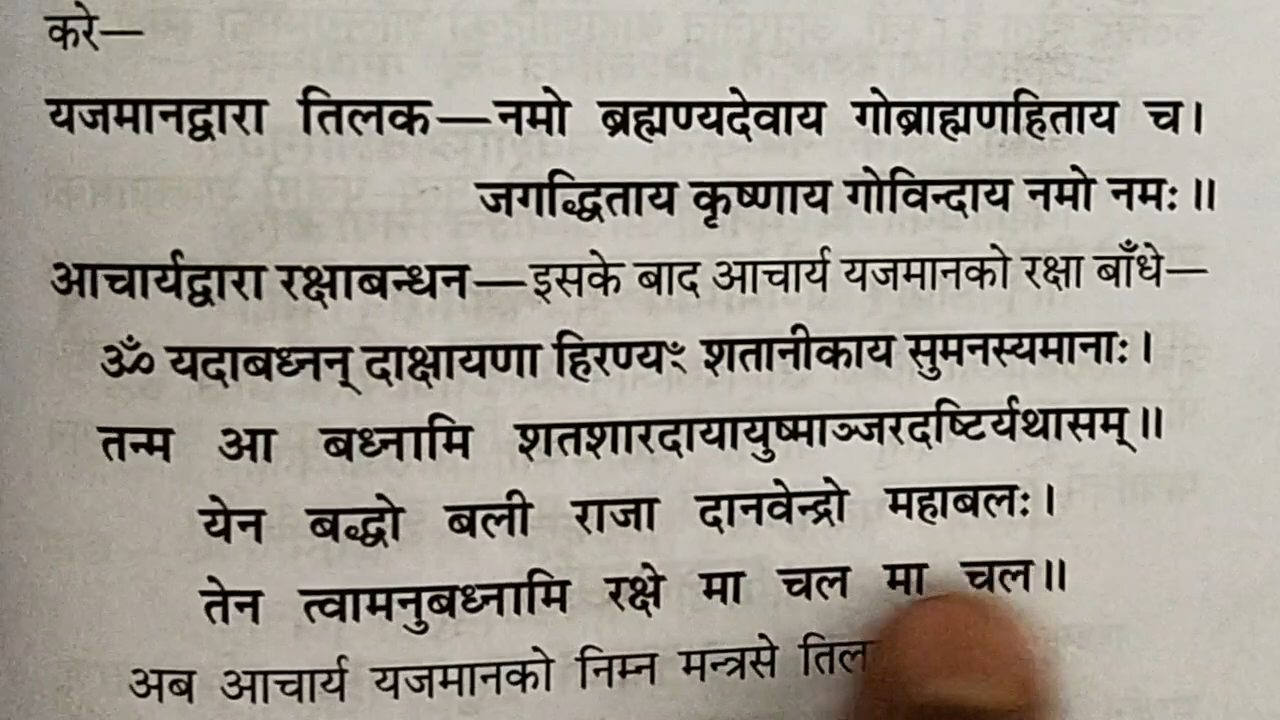 करे—
यजमानद्वारा तिलक—नमो ब्रह्मण्यदेवाय गोब्राह्मणहिताय च।
जगद्धिताय कृष्णाय गोविन्दाय नमो नमः॥
आचार्यद्वारा रक्षाबन्धन—इसके बाद आचार्य यजमानको रक्षा बाँधे—
ॐ यदाबध्नन् दाक्षायणा हिरण्यꣳ शतानीकाय सुमनस्यमानाः।
तन्म आ बध्नामि शतशारदायायुष्माञ्जरदष्टिर्यथासम्॥
येन बद्धो बली राजा दानवेन्द्रो महाबलः।
तेन त्वामनुबध्नामि रक्षे मा चल मा चल॥
अब आचार्य यजमानको निम्न मन्त्रसे